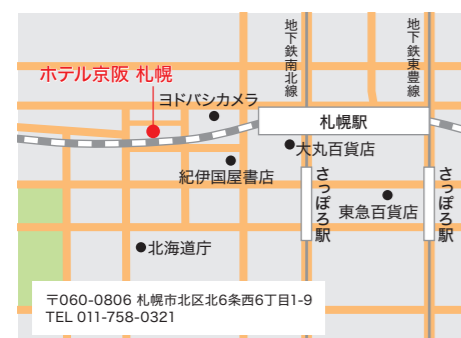 地下鉄南北線
地下鉄東豊線
ホテル京阪 札幌
ヨドバシカメラ
札幌駅
大丸百貨店
紀伊国屋書店
さっぽろ駅
さっぽろ駅
東急百貨店
北海道庁
〒060-0806 札幌市北区北6条西6丁目1-9
TEL 011-758-0321